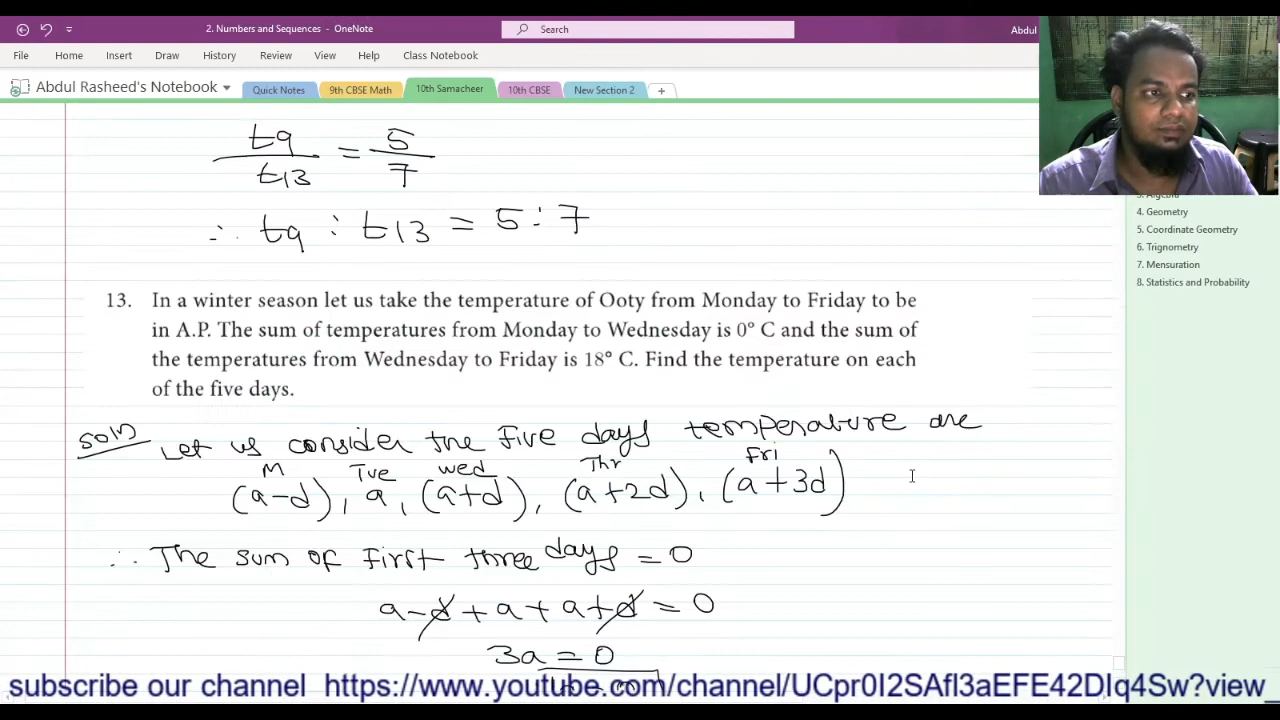 2. Numbers and Sequences - OneNote
Search
Abdul
File Home Insert Draw History Review View Help Class Notebook
Abdul Rasheed's Notebook
Quick Notes 9th CBSE Math 10th Samacheer 10th CBSE New Section 2 +
t9/t13 = 5/7
∴ t9 : t13 = 5 : 7
4. Geometry
5. Coordinate Geometry
6. Trignometry
7. Mensuration
8. Statistics and Probability
13. In a winter season let us take the temperature of Ooty from Monday to Friday to be
in A.P. The sum of temperatures from Monday to Wednesday is 0° C and the sum of
the temperatures from Wednesday to Friday is 18° C. Find the temperature on each
of the five days.
Soln Let us consider the Five days temperature are
M Tue wed Thr Fri
(a-d), a, (a+d), (a+2d), (a+3d)
∴ The sum of first three days = 0
a-d+a+a+d=0
3a = 0
subscribe our channel https://www.youtube.com/channel/UCpr0I2SAfI3aEFE42DIq4Sw?view_